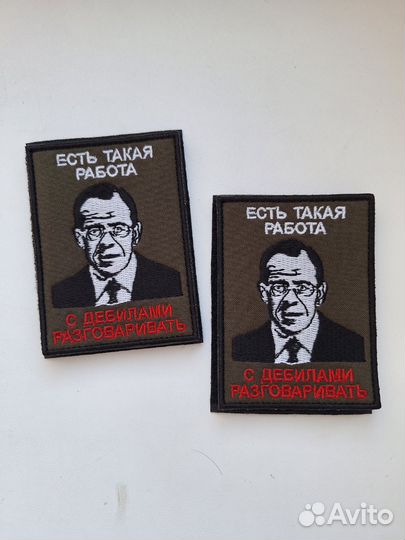 ЕСТЬ ТАКАЯ
РАБОТА
С ДЕБИЛАМИ
РАЗГОВАРИВАТЬ
ЕСТЬ ТАКАЯ
РАБОТА
С ДЕБИЛАМИ
РАЗГОВАРИВАТЬ
Avito